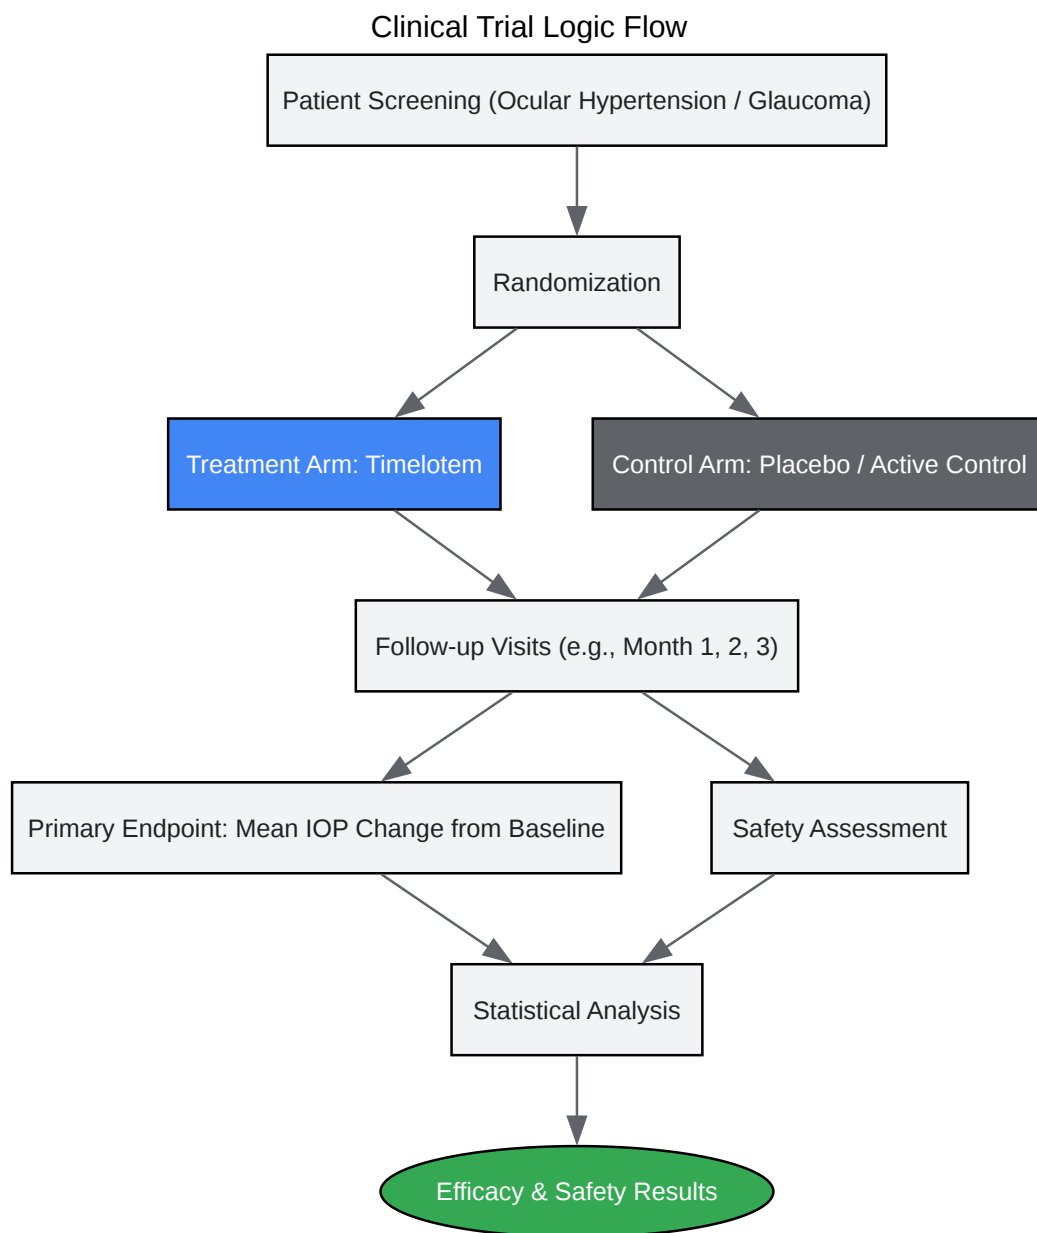 Clinical Trial Logic Flow
Patient Screening (Ocular Hypertension / Glaucoma)
Randomization
Treatment Arm: Timelotem
Control Arm: Placebo / Active Control
Follow-up Visits (e.g., Month 1, 2, 3)
Primary Endpoint: Mean IOP Change from Baseline
Safety Assessment
Statistical Analysis
Efficacy & Safety Results